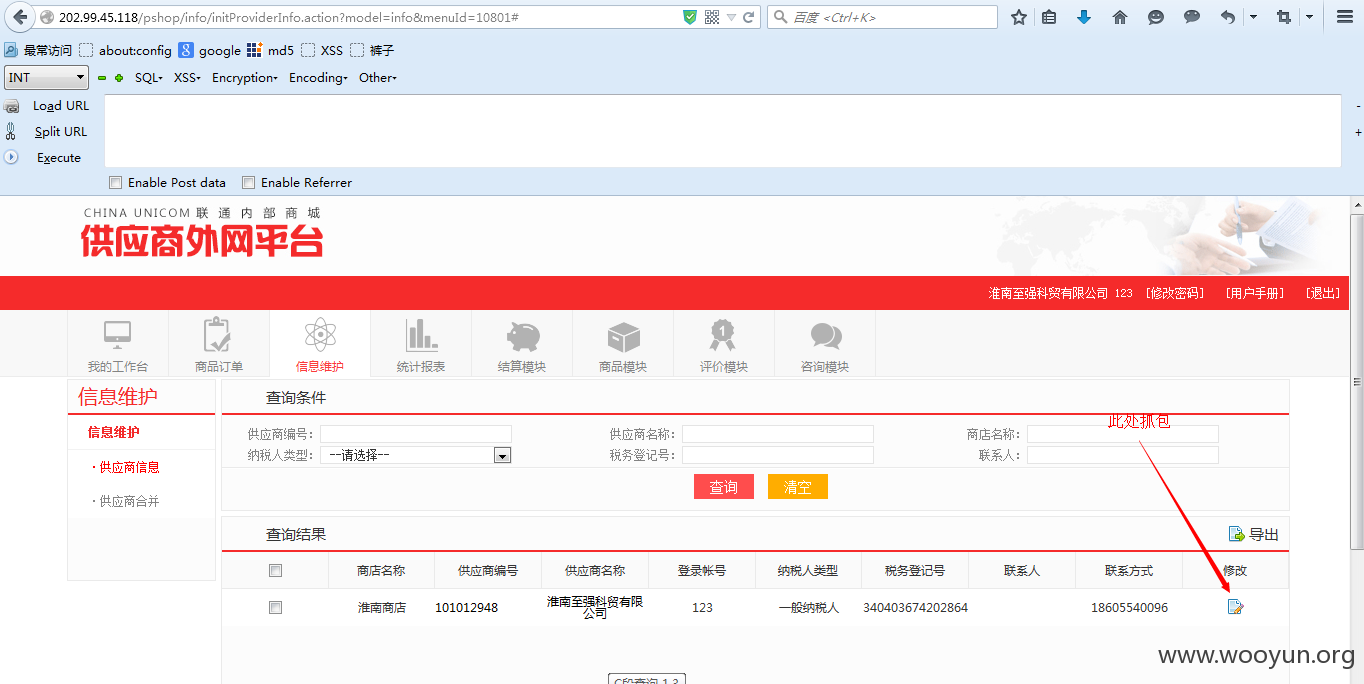 202.99.45.118/pshop/info/initProviderInfo.action?model=info&menuId=10801#
百度 <Ctrl+K>
最常访问 about:config google md5 XSS 裤子
INT SQL XSS Encryption Encoding Other
Load URL
Split URL
Execute
Enable Post data Enable Referrer
CHINA UNICOM 联通内部商城
供应商外网平台
淮南至强科贸有限公司 123 [修改密码] [用户手册] [退出]
我的工作台 商品订单 信息维护 统计报表 结算模块 商品模块 评价模块 咨询模块
信息维护
信息维护
·供应商信息
·供应商合并
查询条件
此处抓包
供应商编号: 供应商名称: 商店名称:
纳税人类型: --请选择-- 税务登记号: 联系人:
查询 清空
查询结果 导出
商店名称 供应商编号 供应商名称 登录帐号 纳税人类型 税务登记号 联系人 联系方式 修改
淮南商店 101012948 淮南至强科贸有限公司 123 一般纳税人 340403674202864 18605540096
www.wooyun.org